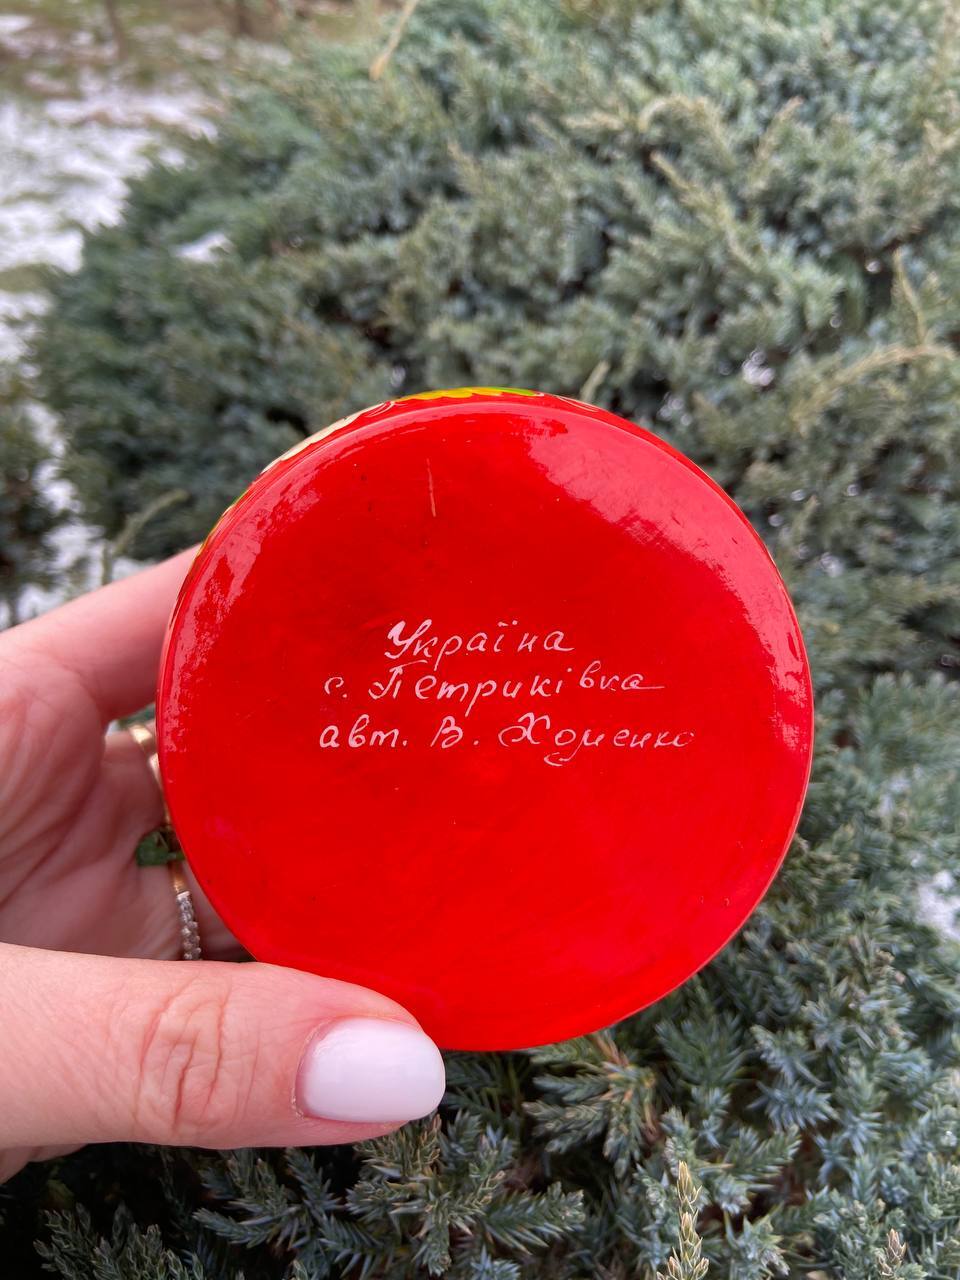 Україна
с. Петриківка
авт. В. Хоменко